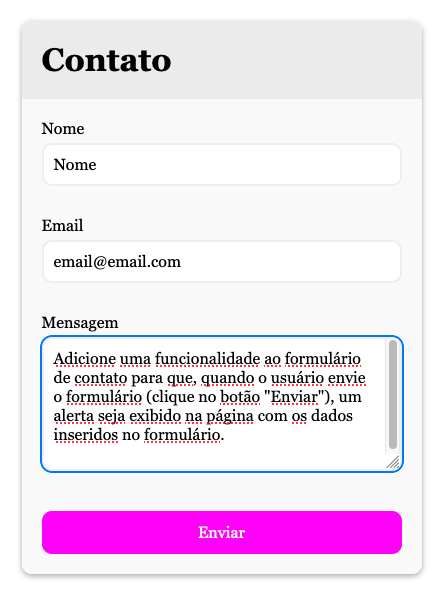 Contato
Nome
Nome
Email
email@email.com
Mensagem
Adicione uma funcionalidade ao formulário
de contato para que, quando o usuário envie
o formulário (clique no botão "Enviar"), um
alerta seja exibido na página com os dados
inseridos no formulário.
Enviar